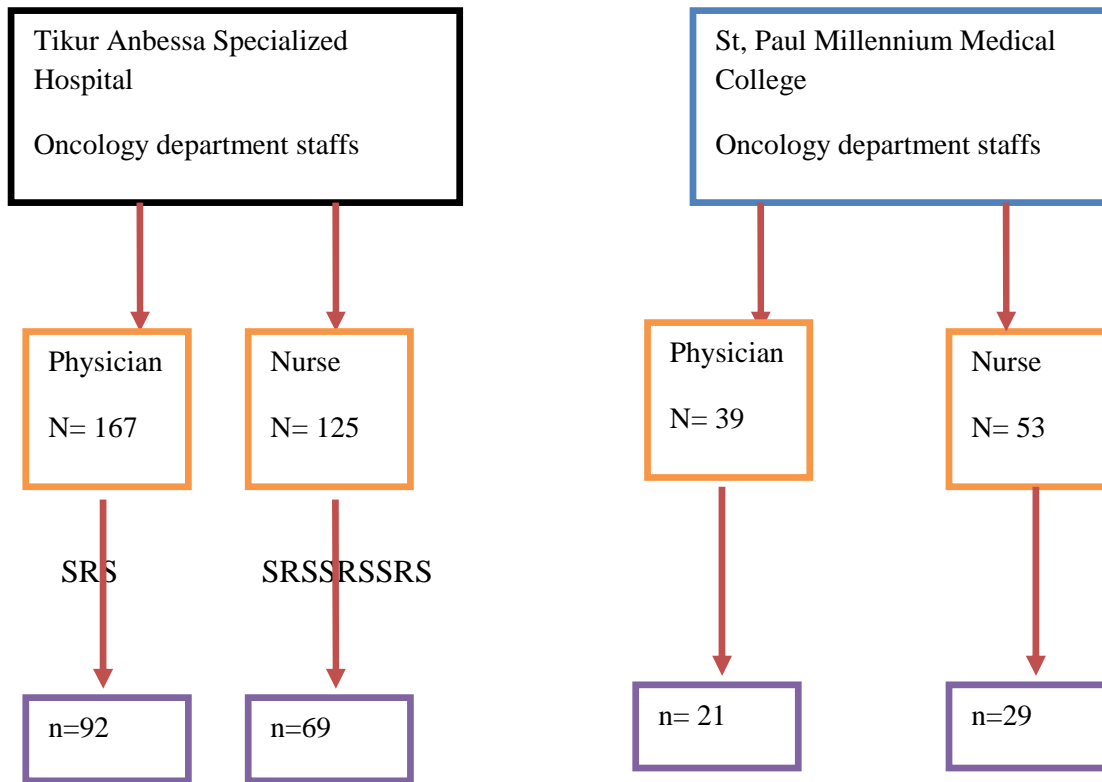 Tikur Anbessa Specialized
Hospital
Oncology department staffs
St, Paul Millennium Medical
College
Oncology department staffs
Physician
N= 167
Nurse
N= 125
Physician
N= 39
Nurse
N= 53
SRS
SRSSRSSRS
n=92
n=69
n= 21
n=29